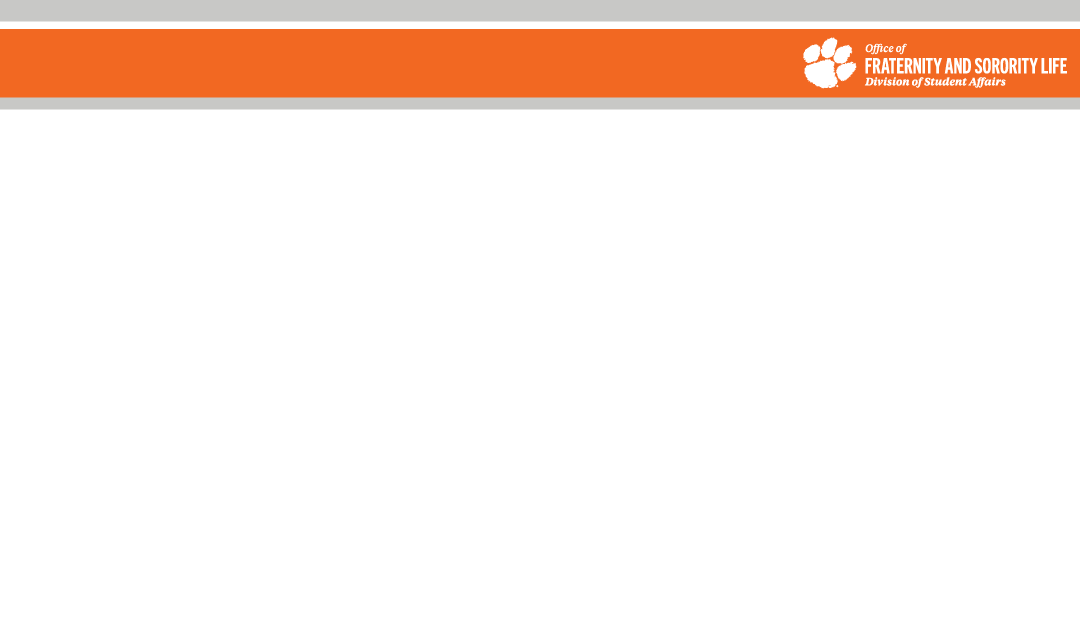 Office of
FRATERNITY AND SORORITY LIFE
Division of Student Affairs